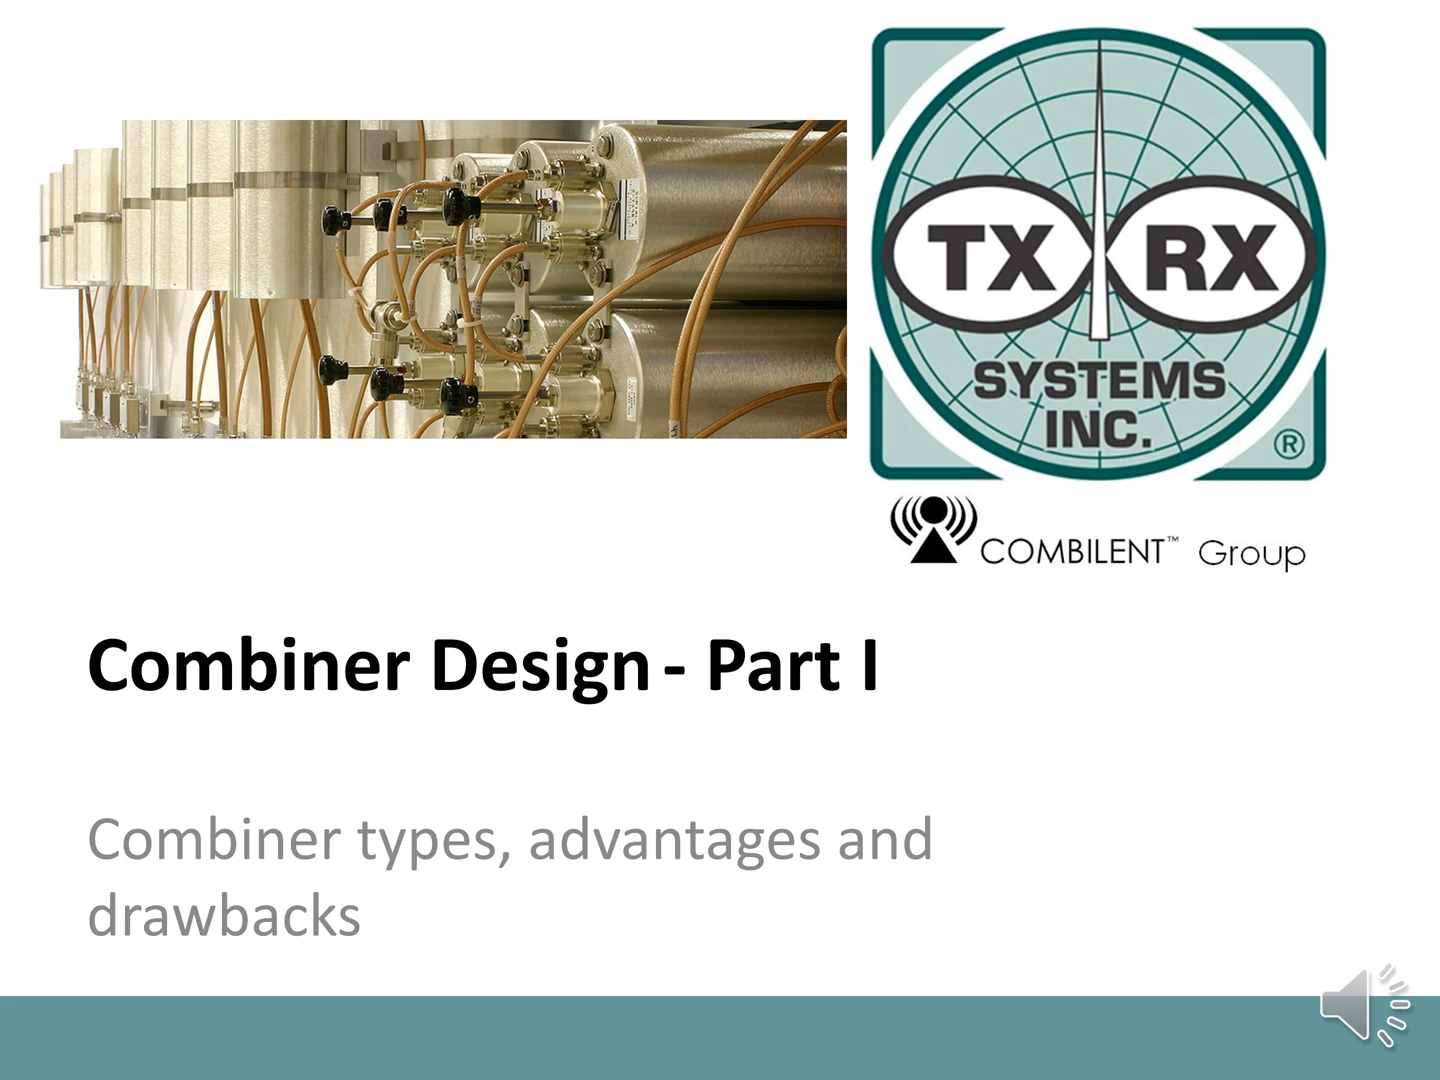 TX RX
SYSTEMS
INC.
®
COMBILENT™ Group
Combiner Design - Part I
Combiner types, advantages and
drawbacks